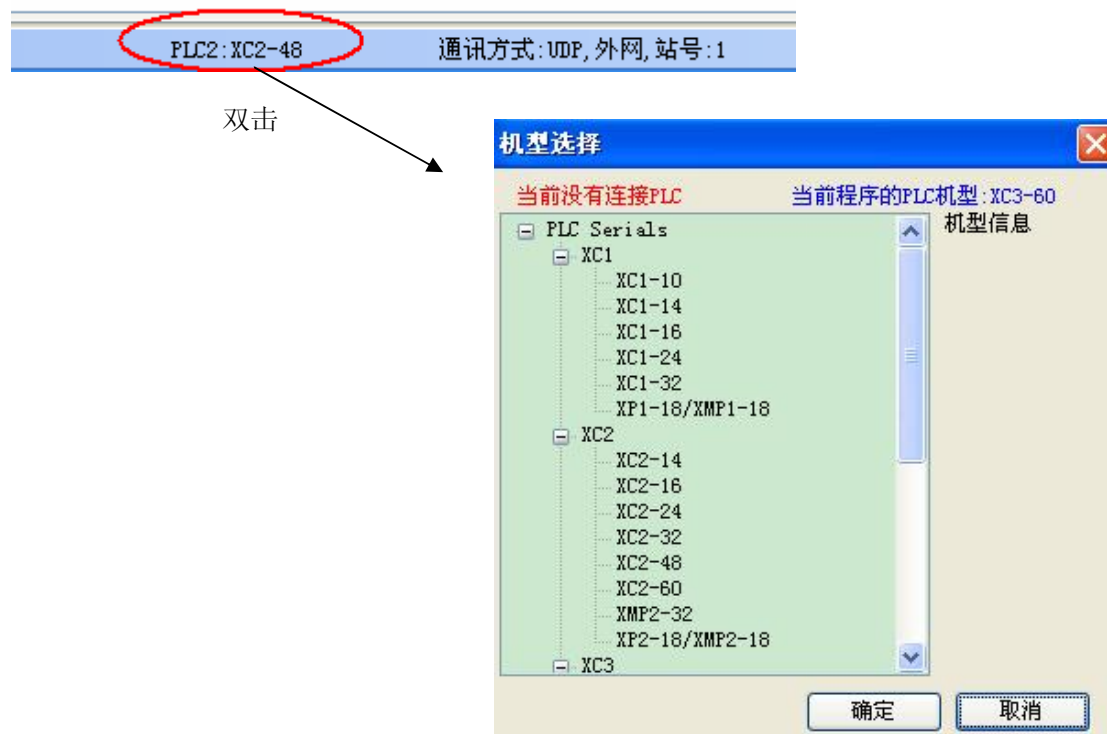 PLC2:XC2-48 通讯方式:UDP,外网,站号:1
双击
机型选择
当前没有连接PLC 当前程序的PLC机型:XC3-60
PLC Serials 机型信息
XC1
XC1-10
XC1-14
XC1-16
XC1-24
XC1-32
XP1-18/XMP1-18
XC2
XC2-14
XC2-16
XC2-24
XC2-32
XC2-48
XC2-60
XMP2-32
XP2-18/XMP2-18
XC3
确定 取消